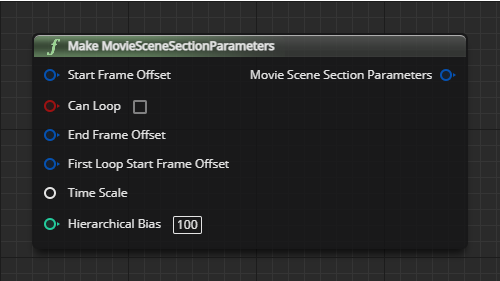 f Make MovieSceneSectionParameters
Start Frame Offset Movie Scene Section Parameters
Can Loop
End Frame Offset
First Loop Start Frame Offset
Time Scale
Hierarchical Bias 100